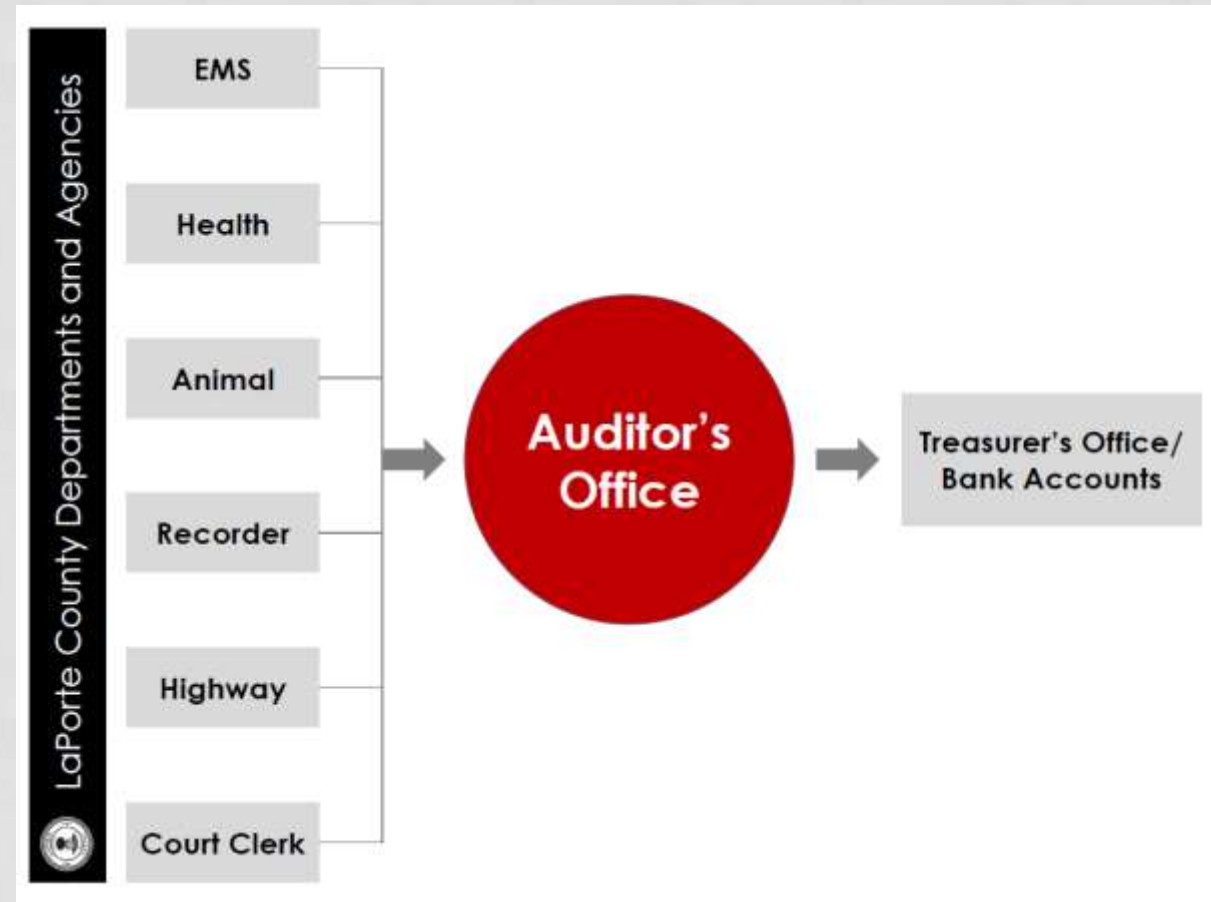 LaPorte County Departments and Agencies
EMS
Health
Animal
Recorder
Highway
Court Clerk
Auditor's
Office
Treasurer's Office/
Bank Accounts